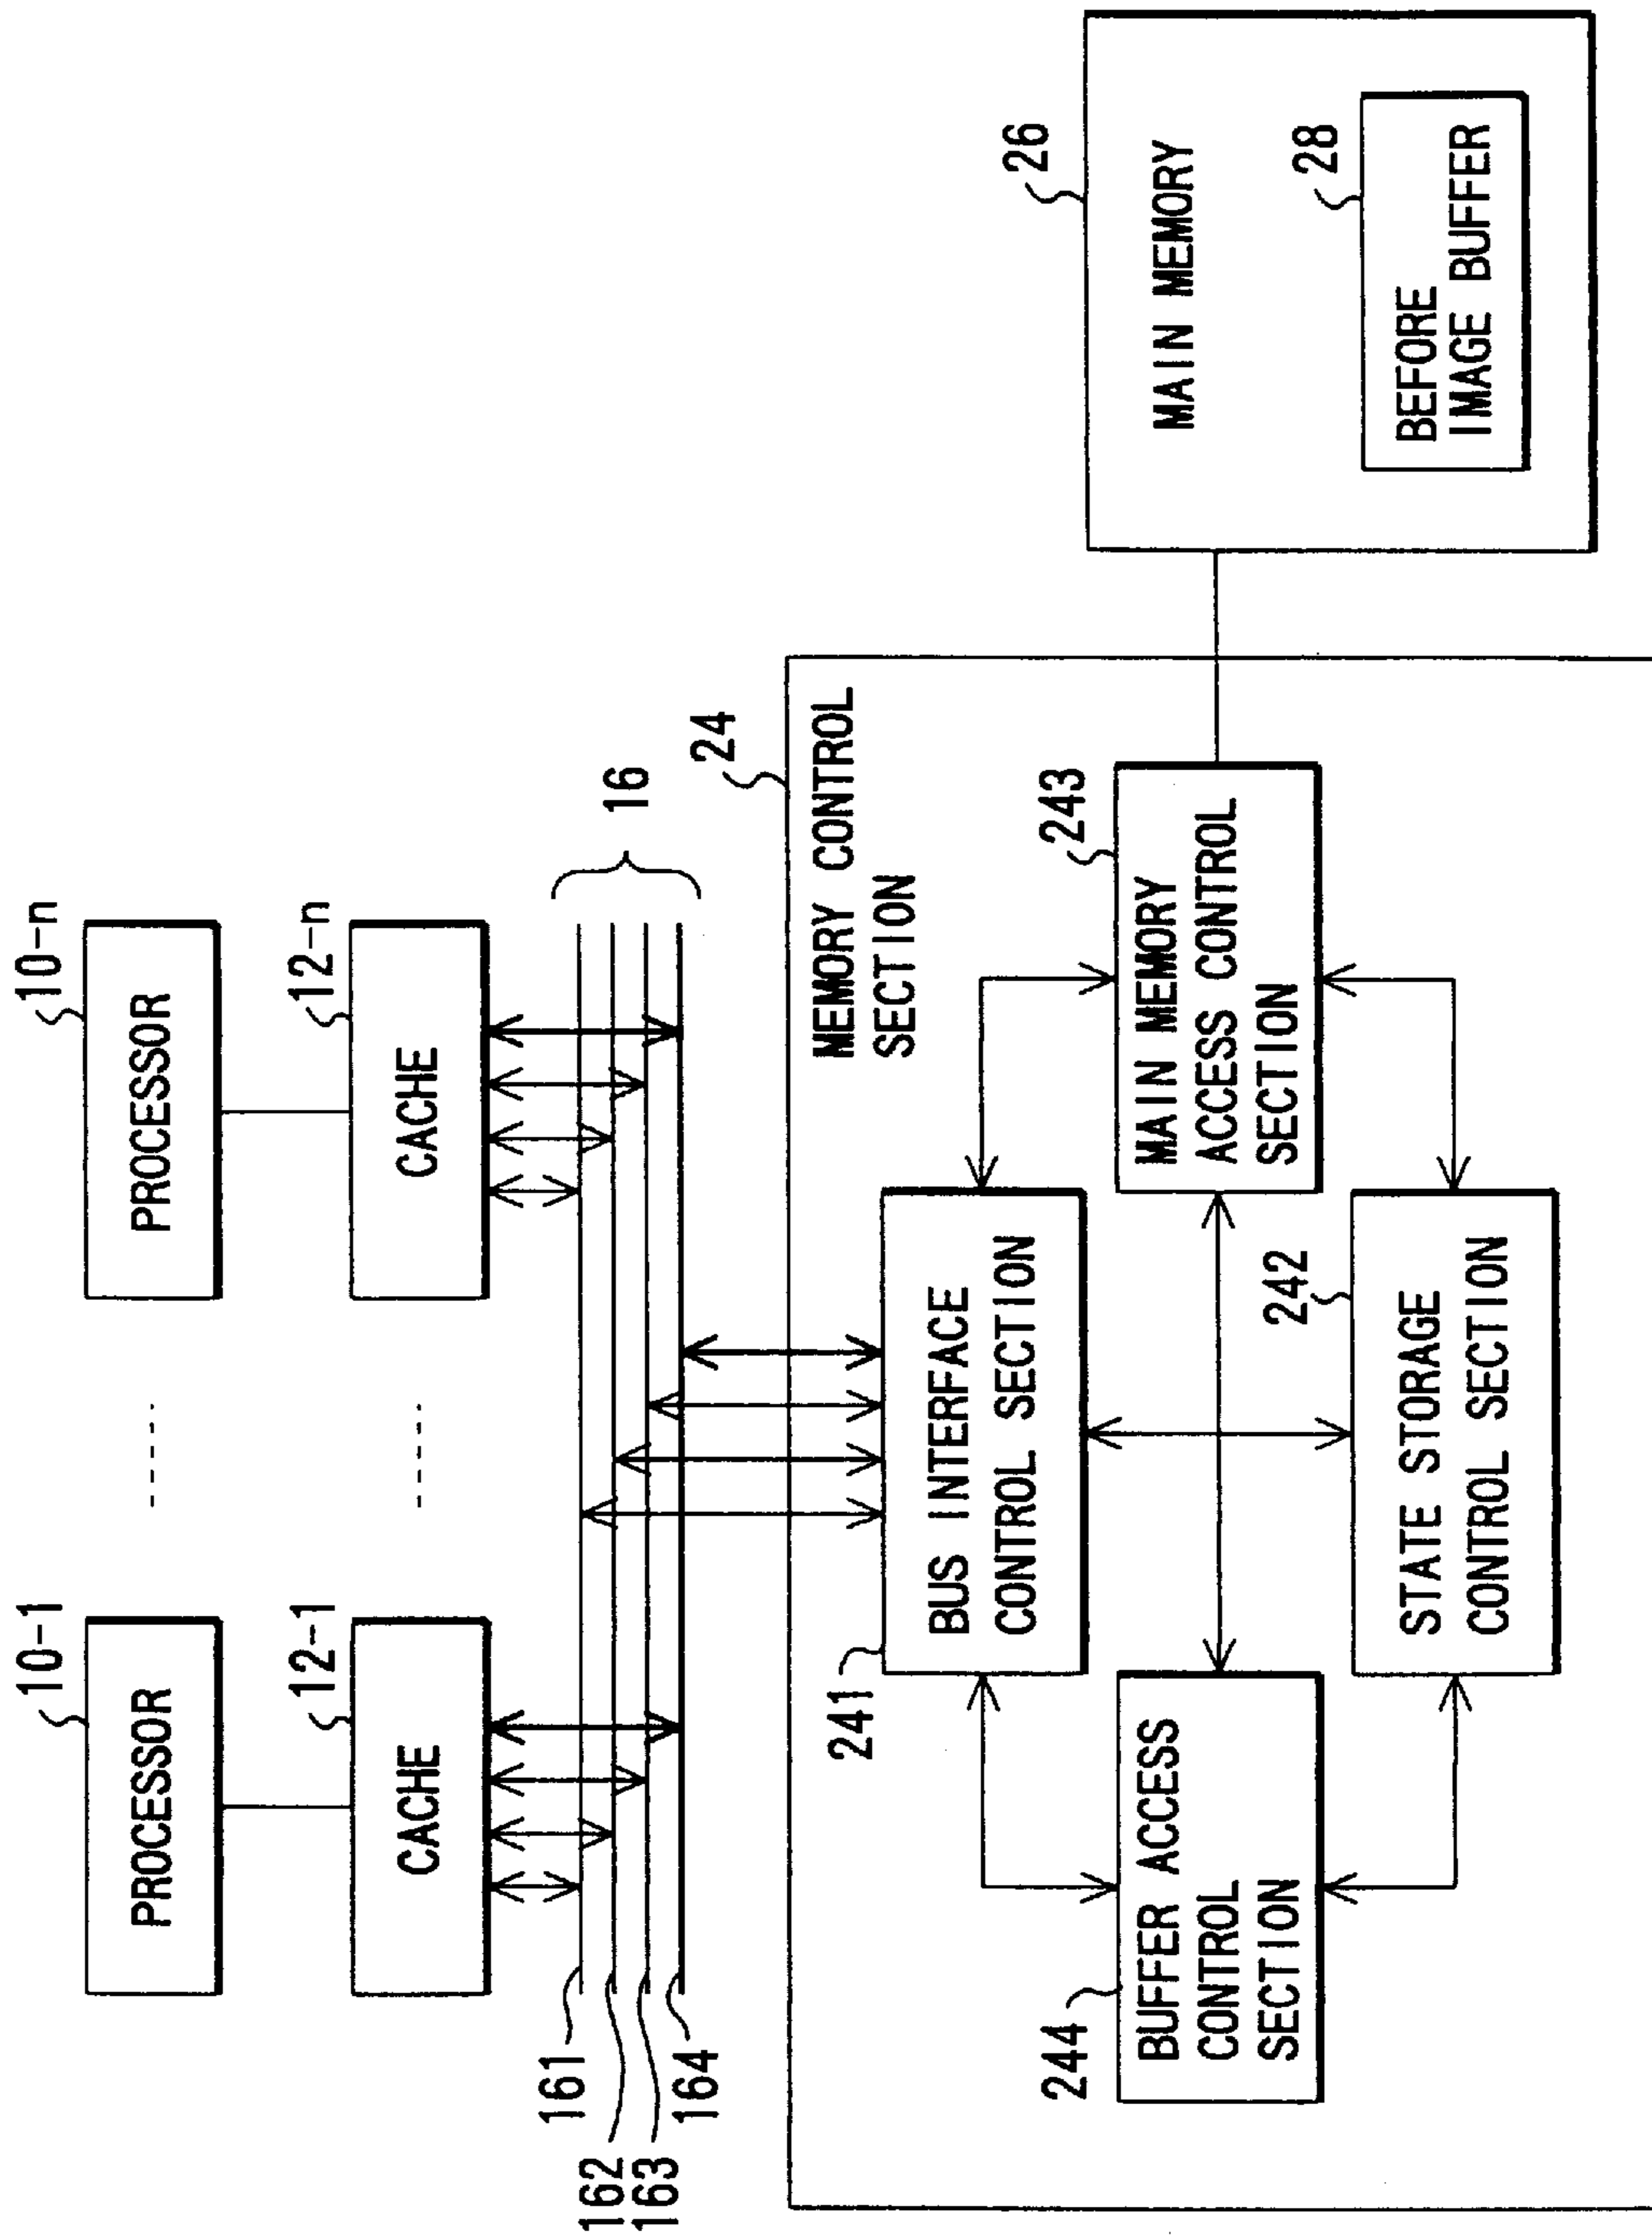 10-1
PROCESSOR
10-n
PROCESSOR
12-1
CACHE
12-n
CACHE
16
161
162
163
164
24
MEMORY CONTROL
SECTION
241
BUS INTERFACE
CONTROL SECTION
244
BUFFER ACCESS
CONTROL
SECTION
243
MAIN MEMORY
ACCESS CONTROL
SECTION
242
STATE STORAGE
CONTROL SECTION
26
MAIN MEMORY
28
BEFORE
IMAGE BUFFER